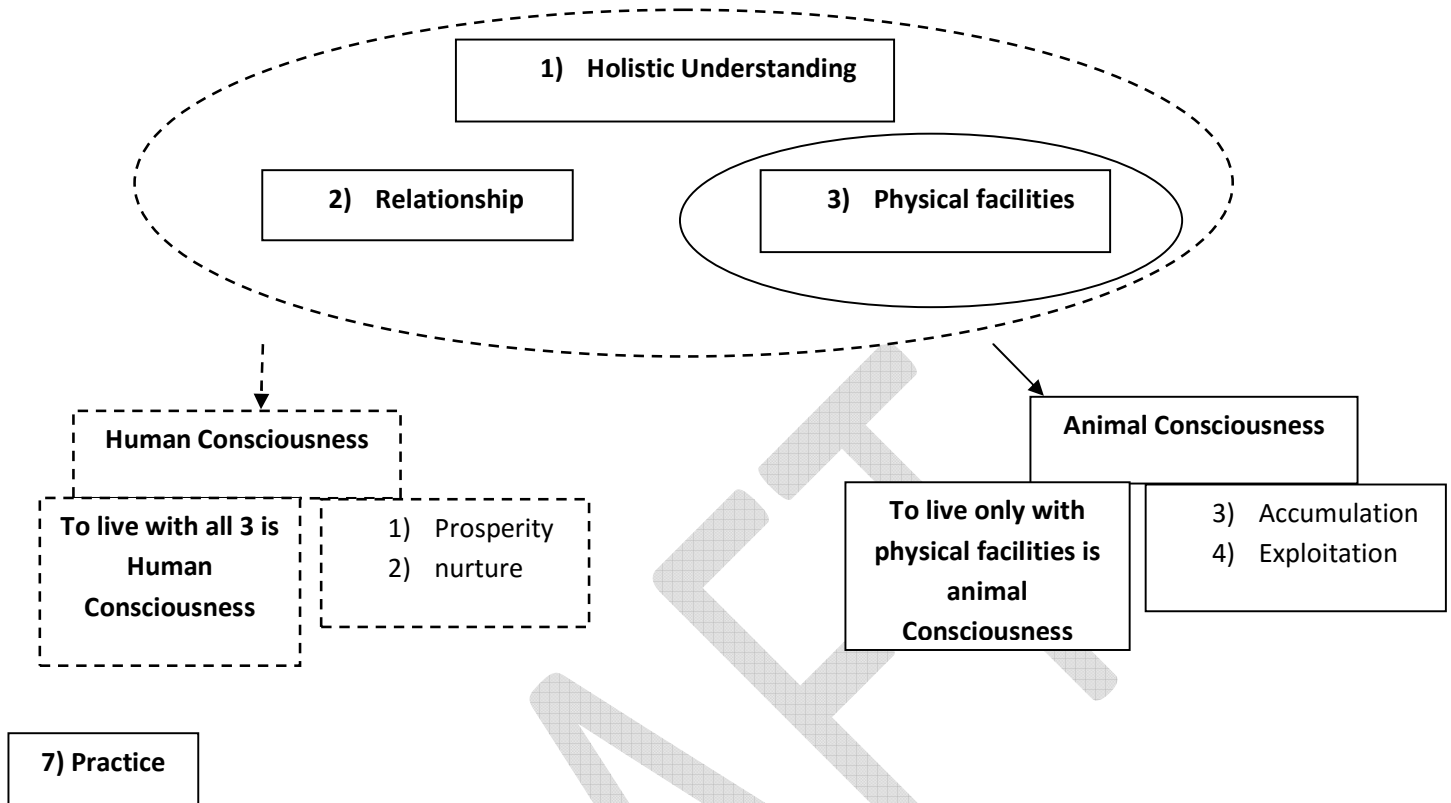 1) Holistic Understanding
2) Relationship
3) Physical facilities
Human Consciousness
To live with all 3 is
Human
Consciousness
1) Prosperity
2) nurture
Animal Consciousness
To live only with
physical facilities is
animal
Consciousness
3) Accumulation
4) Exploitation
7) Practice